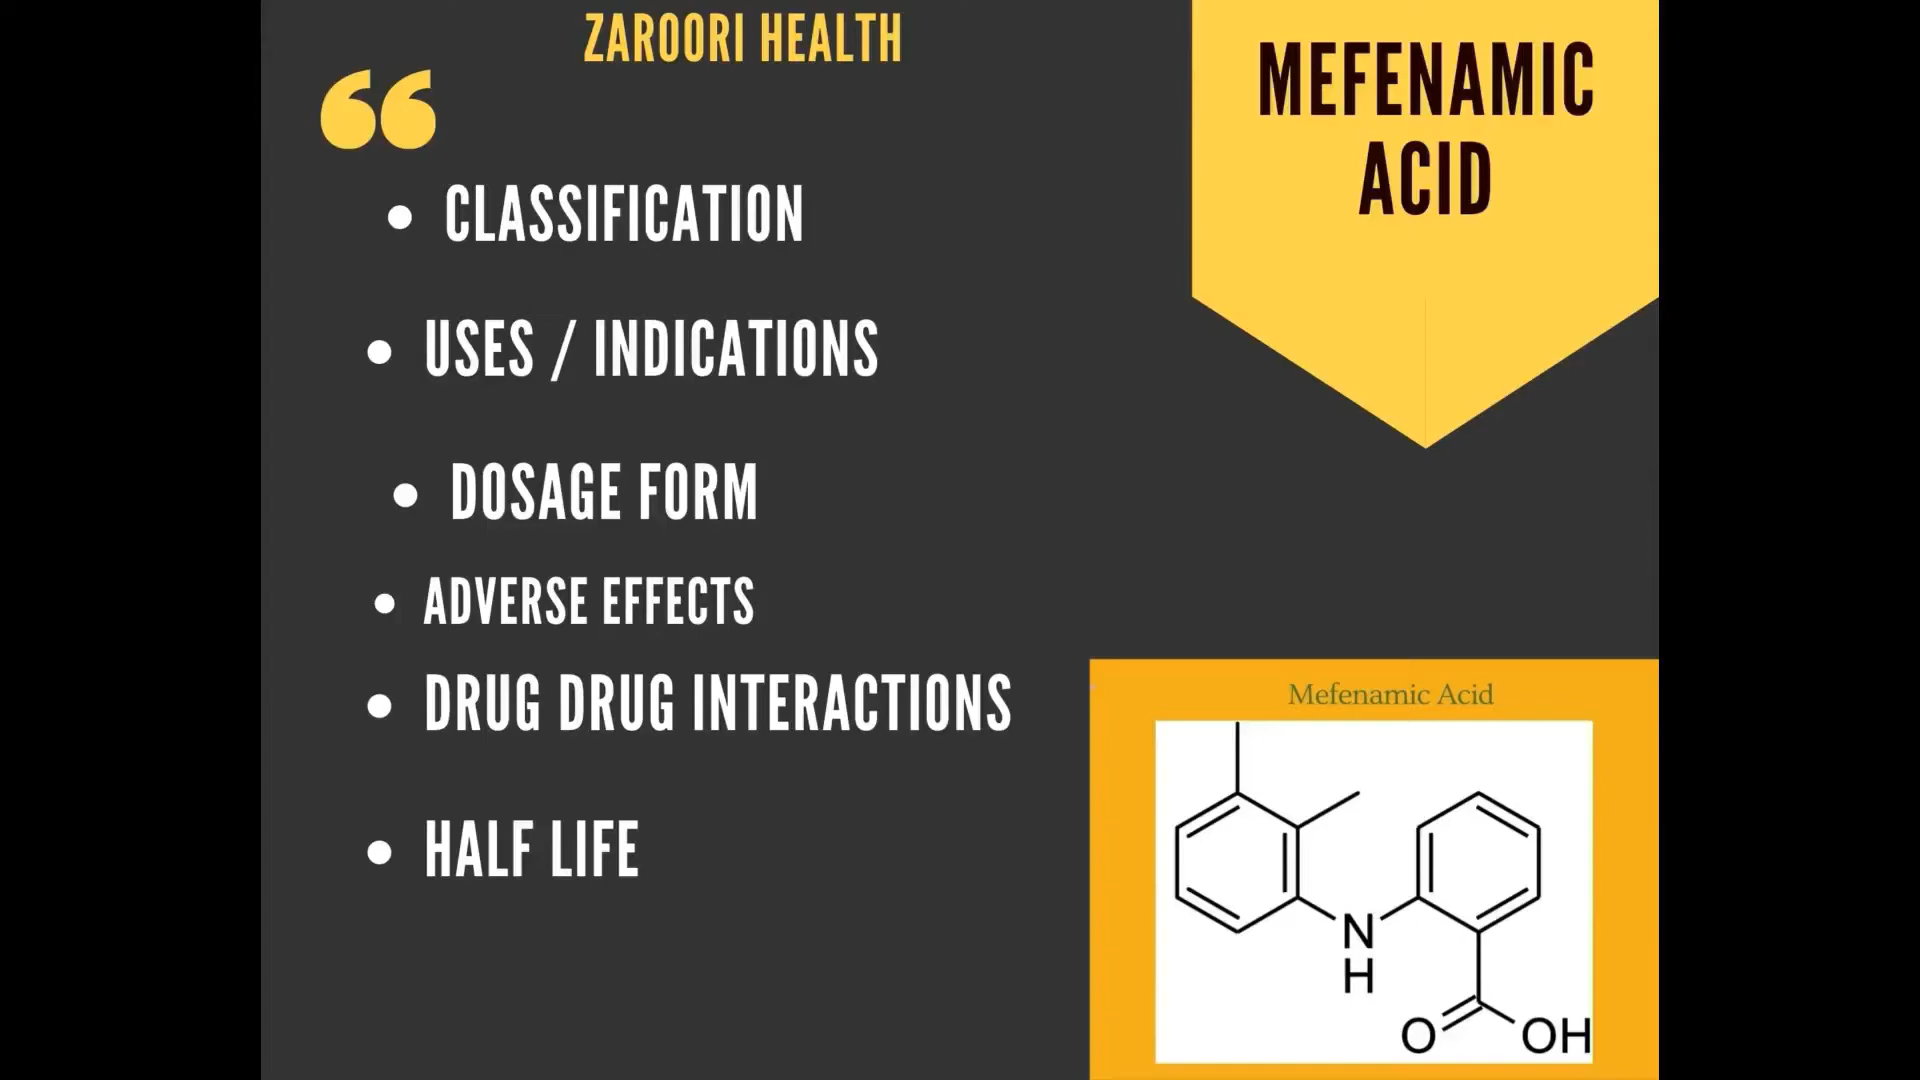 ZAROORI HEALTH
MEFENAMIC
ACID
“
• CLASSIFICATION
• USES / INDICATIONS
• DOSAGE FORM
• ADVERSE EFFECTS
• DRUG DRUG INTERACTIONS
• HALF LIFE
Mefenamic Acid
N
H
O
OH